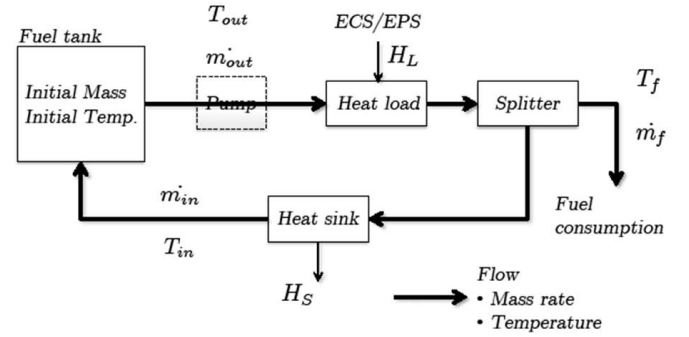 Fuel tank
Initial Mass
Initial Temp.
T_out
ṁ_out
Pump
ECS/EPS
H_L
Heat load
Splitter
T_f
ṁ_f
Fuel
consumption
ṁ_in
T_in
Heat sink
H_S
Flow
• Mass rate
• Temperature